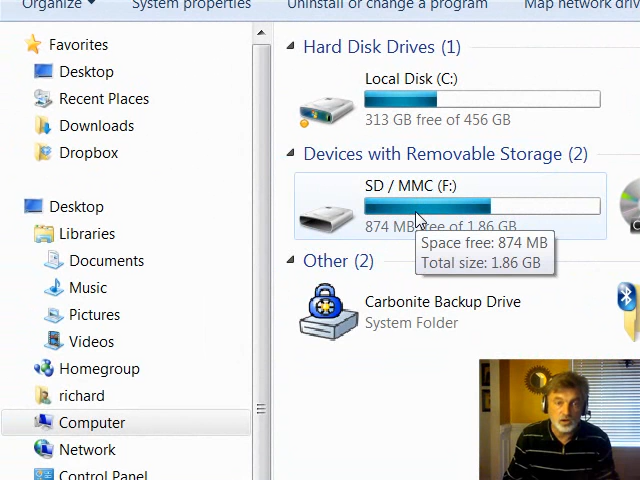 Organize
System properties
Uninstall or change a program
Map network driv
Favorites
Desktop
Recent Places
Downloads
Dropbox
Desktop
Libraries
Documents
Music
Pictures
Videos
Homegroup
richard
Computer
Network
Control Panel
Hard Disk Drives (1)
Local Disk (C:)
313 GB free of 456 GB
Devices with Removable Storage (2)
SD / MMC (F:)
874 MB free of 1.86 GB
Space free: 874 MB
Total size: 1.86 GB
Other (2)
Carbonite Backup Drive
System Folder